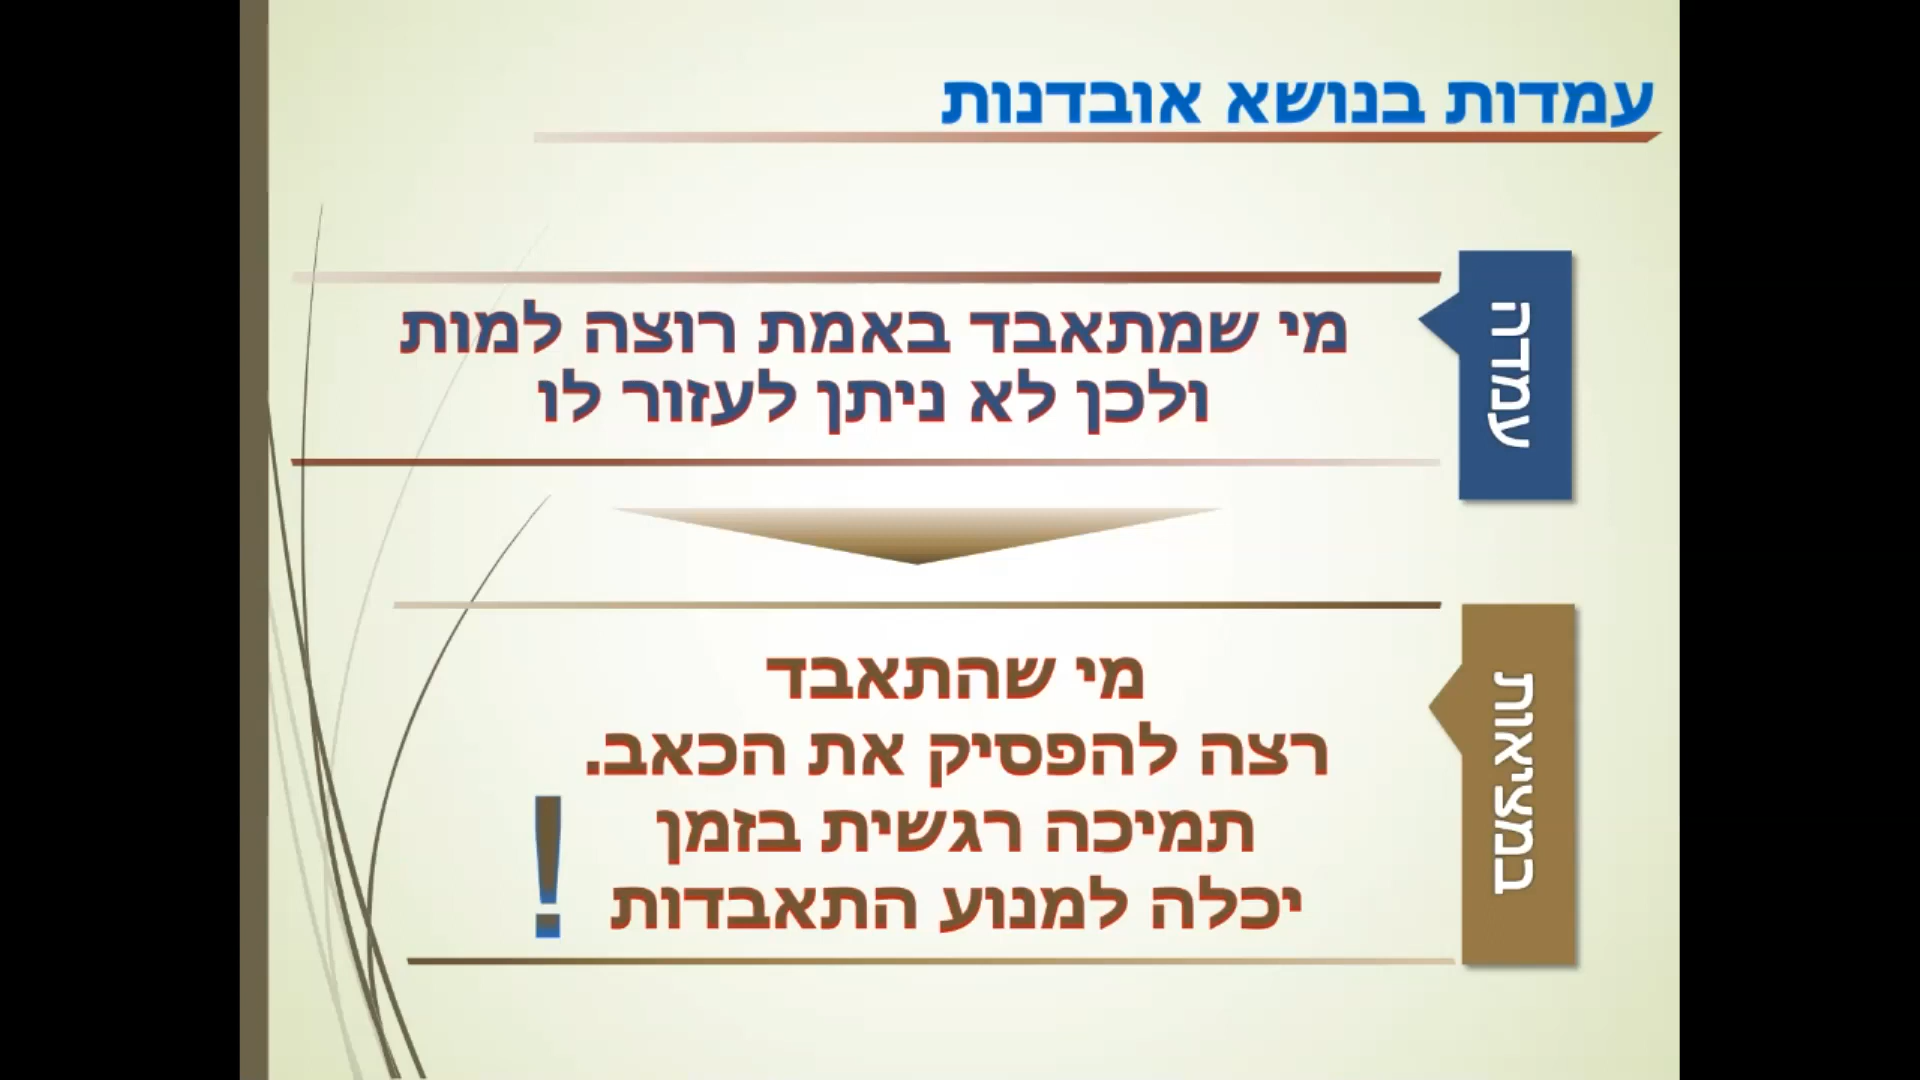 עמדות בנושא אובדנות
עמדה
מי שמתאבד באמת רוצה למות
ולכן לא ניתן לעזור לו
במציאות
מי שהתאבד
רצה להפסיק את הכאב.
תמיכה רגשית בזמן
יכלה למנוע התאבדות
!